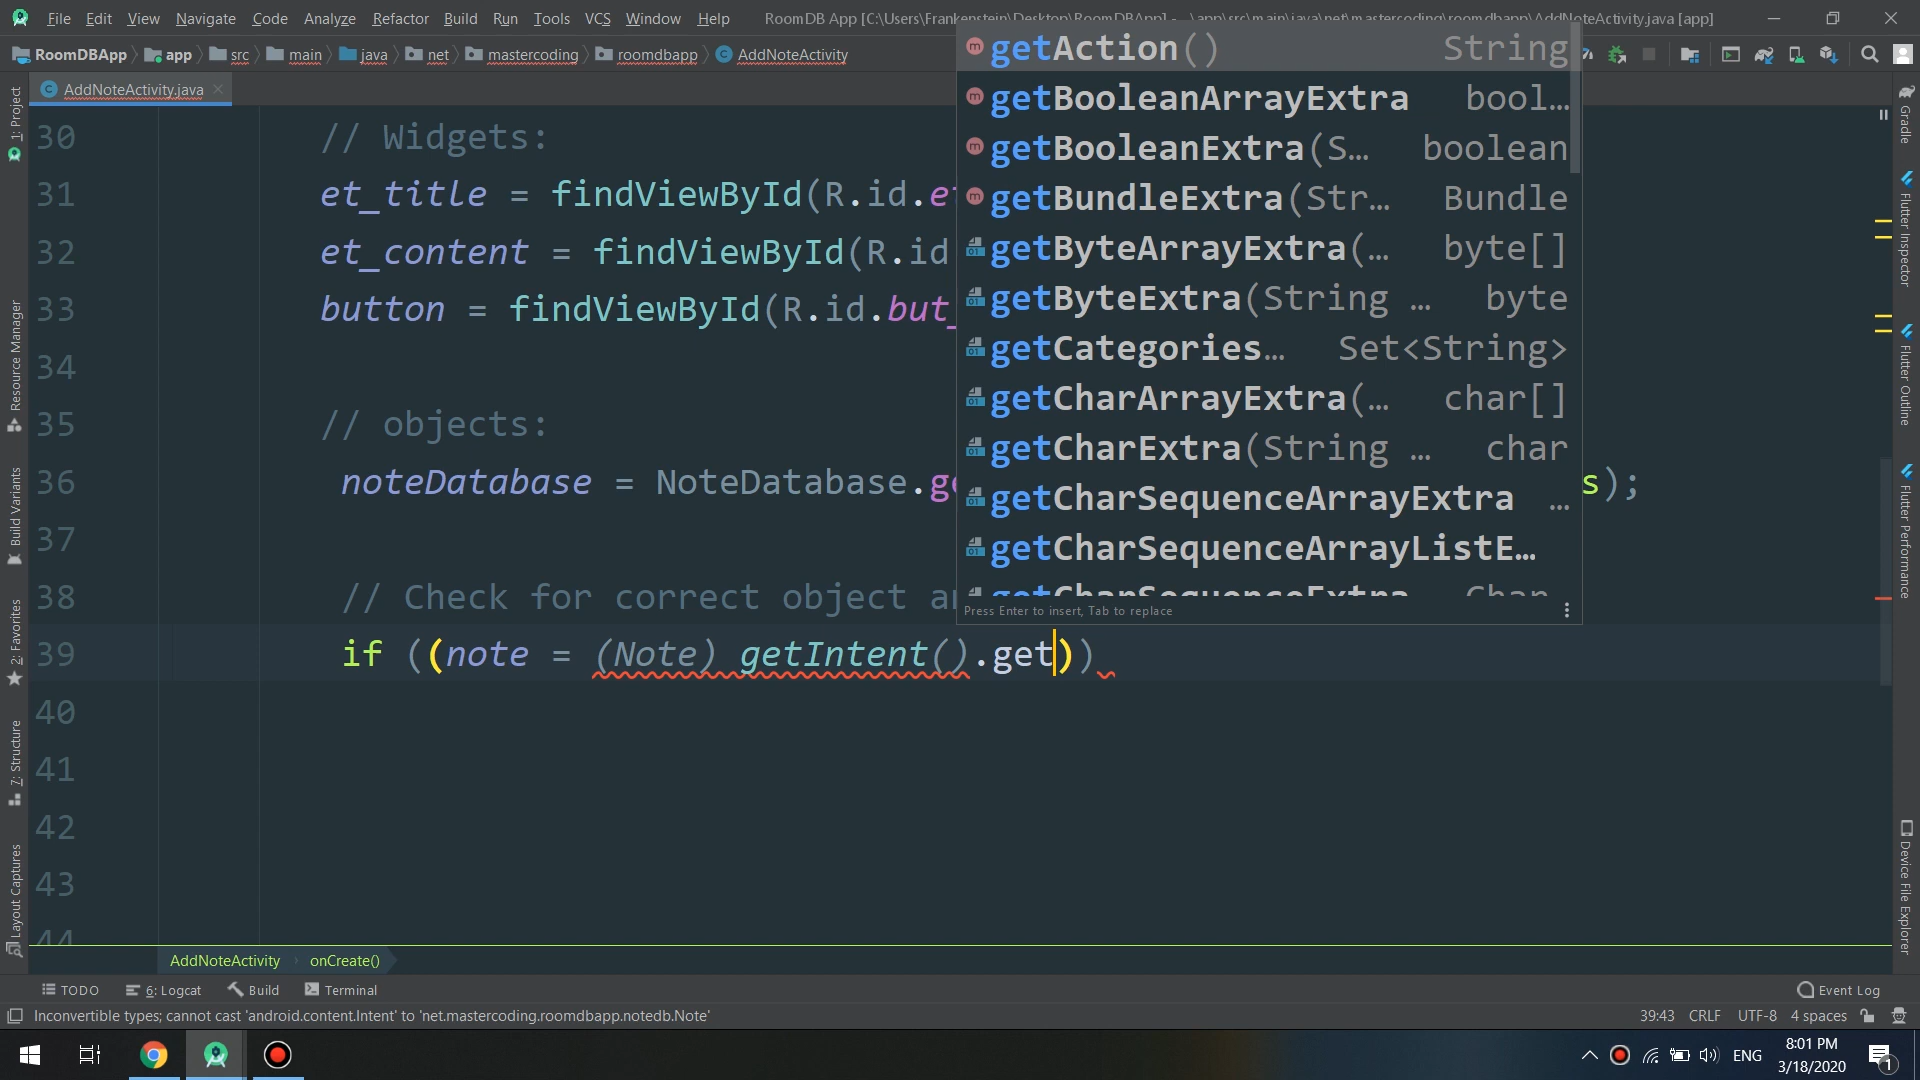 File Edit View Navigate Code Analyze Refactor Build Run Tools VCS Window Help RoomDB App [C:\Users\Frankenstein\Desktop\RoomDBApp] - ...\app\src\main\java\net\mastercoding\roomdbapp\AddNoteActivity.java [app]
RoomDBApp app src main java net mastercoding roomdbapp AddNoteActivity
AddNoteActivity.java
30 // Widgets:
31 et_title = findViewById(R.id.et
32 et_content = findViewById(R.id
33 button = findViewById(R.id.but_
34
35 // objects:
36 noteDatabase = NoteDatabase.ge s);
37
38 // Check for correct object an
39 if ((note = (Note) getIntent().get))
40
41
42
43
44
getAction() String
getBooleanArrayExtra bool…
getBooleanExtra(S… boolean
getBundleExtra(Str… Bundle
getByteArrayExtra(… byte[]
getByteExtra(String … byte
getCategories… Set<String>
getCharArrayExtra(… char[]
getCharExtra(String … char
getCharSequenceArrayExtra …
getCharSequenceArrayListE…
getCharSequenceExtra Char
Press Enter to insert, Tab to replace
1: Project
Resource Manager
Build Variants
2: Favorites
7: Structure
Layout Captures
Gradle
Flutter Inspector
Flutter Outline
Flutter Performance
Device File Explorer
AddNoteActivity onCreate()
TODO 6: Logcat Build Terminal Event Log
Inconvertible types; cannot cast 'android.content.Intent' to 'net.mastercoding.roomdbapp.notedb.Note' 39:43 CRLF UTF-8 4 spaces
ENG 8:01 PM
3/18/2020 1